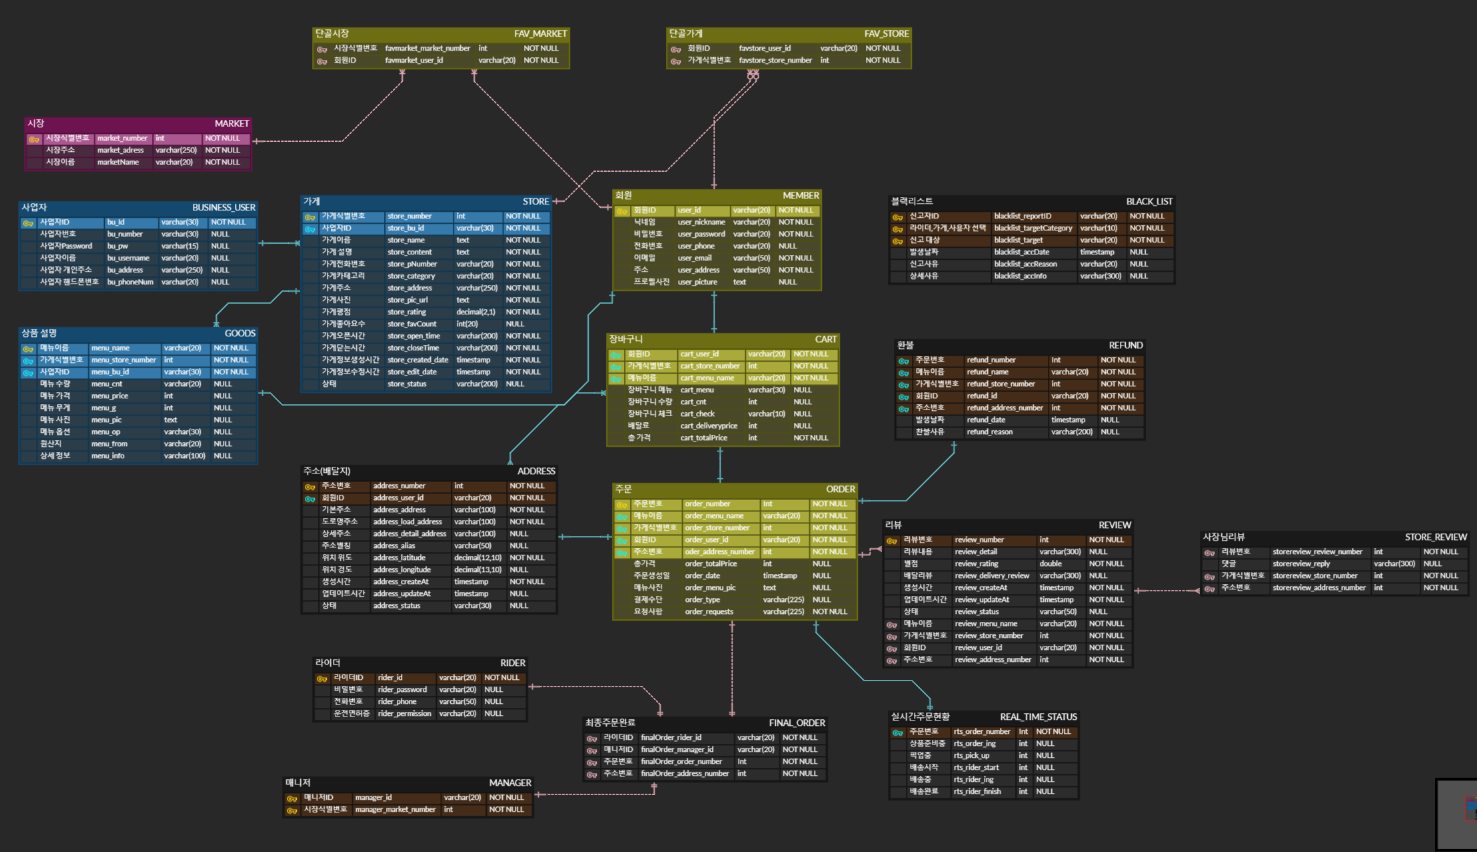 단골시장 FAV_MARKET
시장식별번호 favmarket_market_number int NOT NULL
회원ID favmarket_user_id varchar(20) NOT NULL
단골가게 FAV_STORE
회원ID favstore_user_id varchar(20) NOT NULL
가게식별번호 favstore_store_number int NOT NULL
시장 MARKET
시장식별번호 market_number int NOT NULL
시장주소 market_adress varchar(250) NOT NULL
시장이름 marketName varchar(20) NOT NULL
사업자 BUSINESS_USER
사업자ID bu_id varchar(30) NOT NULL
사업자번호 bu_number varchar(30) NULL
사업자Password bu_pw varchar(15) NULL
사업자이름 bu_username varchar(20) NULL
사업자 개인주소 bu_address varchar(250) NULL
사업자 핸드폰번호 bu_phoneNum varchar(20) NULL
가게 STORE
가게식별번호 store_number int NOT NULL
사업자ID store_bu_id varchar(30) NOT NULL
가게이름 store_name text NOT NULL
가게 설명 store_content text NOT NULL
가게전화번호 store_pNumber varchar(20) NOT NULL
가게카테고리 store_category varchar(20) NOT NULL
가게주소 store_address varchar(250) NOT NULL
가게사진 store_pic_url text NOT NULL
가게평점 store_rating decimal(2,1) NOT NULL
가게좋아요수 store_favCount int(20) NULL
가게오픈시간 store_open_time varchar(200) NOT NULL
가게닫는시간 store_closeTime varchar(200) NOT NULL
가게정보생성시간 store_created_date timestamp NOT NULL
가게정보수정시간 store_edit_date timestamp NOT NULL
상태 store_status varchar(200) NULL
회원 MEMBER
회원ID user_id varchar(20) NOT NULL
닉네임 user_nickname varchar(20) NOT NULL
비밀번호 user_password varchar(20) NOT NULL
전화번호 user_phone varchar(20) NULL
이메일 user_email varchar(50) NOT NULL
주소 user_address varchar(50) NOT NULL
프로필사진 user_picture text NULL
블랙리스트 BLACK_LIST
신고자ID blacklist_reportID varchar(20) NOT NULL
라이더,가게,사용자 선택 blacklist_targetCategory varchar(10) NOT NULL
신고 대상 blacklist_target varchar(20) NOT NULL
발생날짜 blacklist_accDate timestamp NULL
신고사유 blacklist_accReason varchar(20) NULL
상세사유 blacklist_accInfo varchar(300) NULL
상품 설명 GOODS
메뉴이름 menu_name varchar(20) NOT NULL
가게식별번호 menu_store_number int NOT NULL
사업자ID menu_bu_id varchar(30) NOT NULL
메뉴 수량 menu_cnt varchar(20) NULL
메뉴 가격 menu_price int NULL
메뉴 무게 menu_g int NULL
메뉴 사진 menu_pic text NULL
메뉴 옵션 menu_op varchar(30) NULL
원산지 menu_from varchar(20) NULL
상세 정보 menu_info varchar(100) NULL
장바구니 CART
회원ID cart_user_id varchar(20) NOT NULL
가게식별번호 cart_store_number int NOT NULL
메뉴이름 cart_menu_name varchar(20) NOT NULL
장바구니 메뉴 cart_menu varchar(30) NULL
장바구니 수량 cart_cnt int NULL
장바구니 체크 cart_check varchar(10) NULL
배달료 cart_deliveryprice int NULL
총 가격 cart_totalPrice int NOT NULL
환불 REFUND
주문번호 refund_number int NOT NULL
메뉴이름 refund_name varchar(20) NOT NULL
가게식별번호 refund_store_number int NOT NULL
회원ID refund_id varchar(20) NOT NULL
주소번호 refund_address_number int NOT NULL
발생날짜 refund_date timestamp NULL
환불사유 refund_reason varchar(200) NULL
주소(배달지) ADDRESS
주소번호 address_number int NOT NULL
회원ID address_user_id varchar(20) NOT NULL
기본주소 address_address varchar(100) NOT NULL
도로명주소 address_load_address varchar(100) NOT NULL
상세주소 address_detail_address varchar(100) NULL
주소별칭 address_alias varchar(50) NULL
위치 위도 address_latitude decimal(12,10) NOT NULL
위치 경도 address_longitude decimal(13,10) NULL
생성시간 address_createAt timestamp NOT NULL
업데이트시간 address_updateAt timestamp NULL
상태 address_status varchar(30) NULL
주문 ORDER
주문번호 order_number Int NOT NULL
메뉴이름 order_menu_name varchar(20) NOT NULL
가게식별번호 order_store_number int NOT NULL
회원ID order_user_id varchar(20) NOT NULL
주소번호 oder_address_number int NOT NULL
총가격 order_totalPrice int NULL
주문생성일 order_date timestamp NULL
메뉴사진 order_menu_pic text NULL
결제수단 order_type varchar(225) NULL
요청사항 order_requests varchar(225) NOT NULL
리뷰 REVIEW
리뷰번호 review_number int NOT NULL
리뷰내용 review_detail varchar(300) NULL
별점 review_rating double NOT NULL
배달리뷰 review_delivery_review varchar(300) NULL
생성시간 review_createAt timestamp NOT NULL
업데이트시간 review_updateAt timestamp NOT NULL
상태 review_status varchar(50) NULL
메뉴이름 review_menu_name varchar(20) NOT NULL
가게식별번호 review_store_number int NOT NULL
회원ID review_user_id varchar(20) NOT NULL
주소번호 review_address_number int NOT NULL
사장님리뷰 STORE_REVIEW
리뷰번호 storereview_review_number int NOT NULL
댓글 storereview_reply varchar(300) NULL
가게식별번호 storereview_store_number int NOT NULL
주소번호 storereview_address_number int NOT NULL
라이더 RIDER
라이더ID rider_id varchar(20) NOT NULL
비밀번호 rider_password varchar(20) NULL
전화번호 rider_phone varchar(50) NULL
운전면허증 rider_permission varchar(20) NULL
최종주문완료 FINAL_ORDER
라이더ID finalOrder_rider_id varchar(20) NOT NULL
매니저ID finalOrder_manager_id varchar(20) NOT NULL
주문번호 finalOrder_order_number Int NOT NULL
주소번호 finalOrder_address_number int NOT NULL
실시간주문현황 REAL_TIME_STATUS
주문번호 rts_order_number Int NOT NULL
상품준비중 rts_order_ing int NULL
픽업중 rts_pick_up int NULL
배송시작 rts_rider_start int NULL
배송중 rts_rider_ing int NULL
배송완료 rts_rider_finish int NULL
매니저 MANAGER
매니저ID manager_id varchar(20) NOT NULL
시장식별번호 manager_market_number int NOT NULL